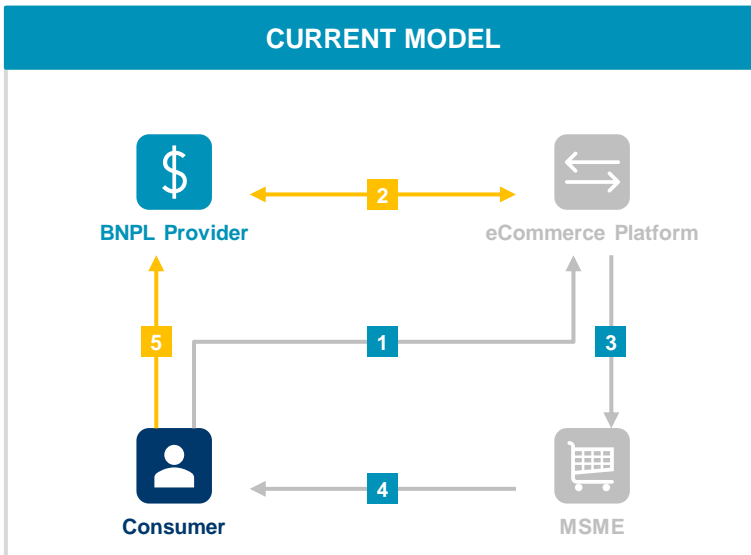 CURRENT MODEL
$
2
BNPL Provider
eCommerce Platform
5
1
3
4
Consumer
MSME